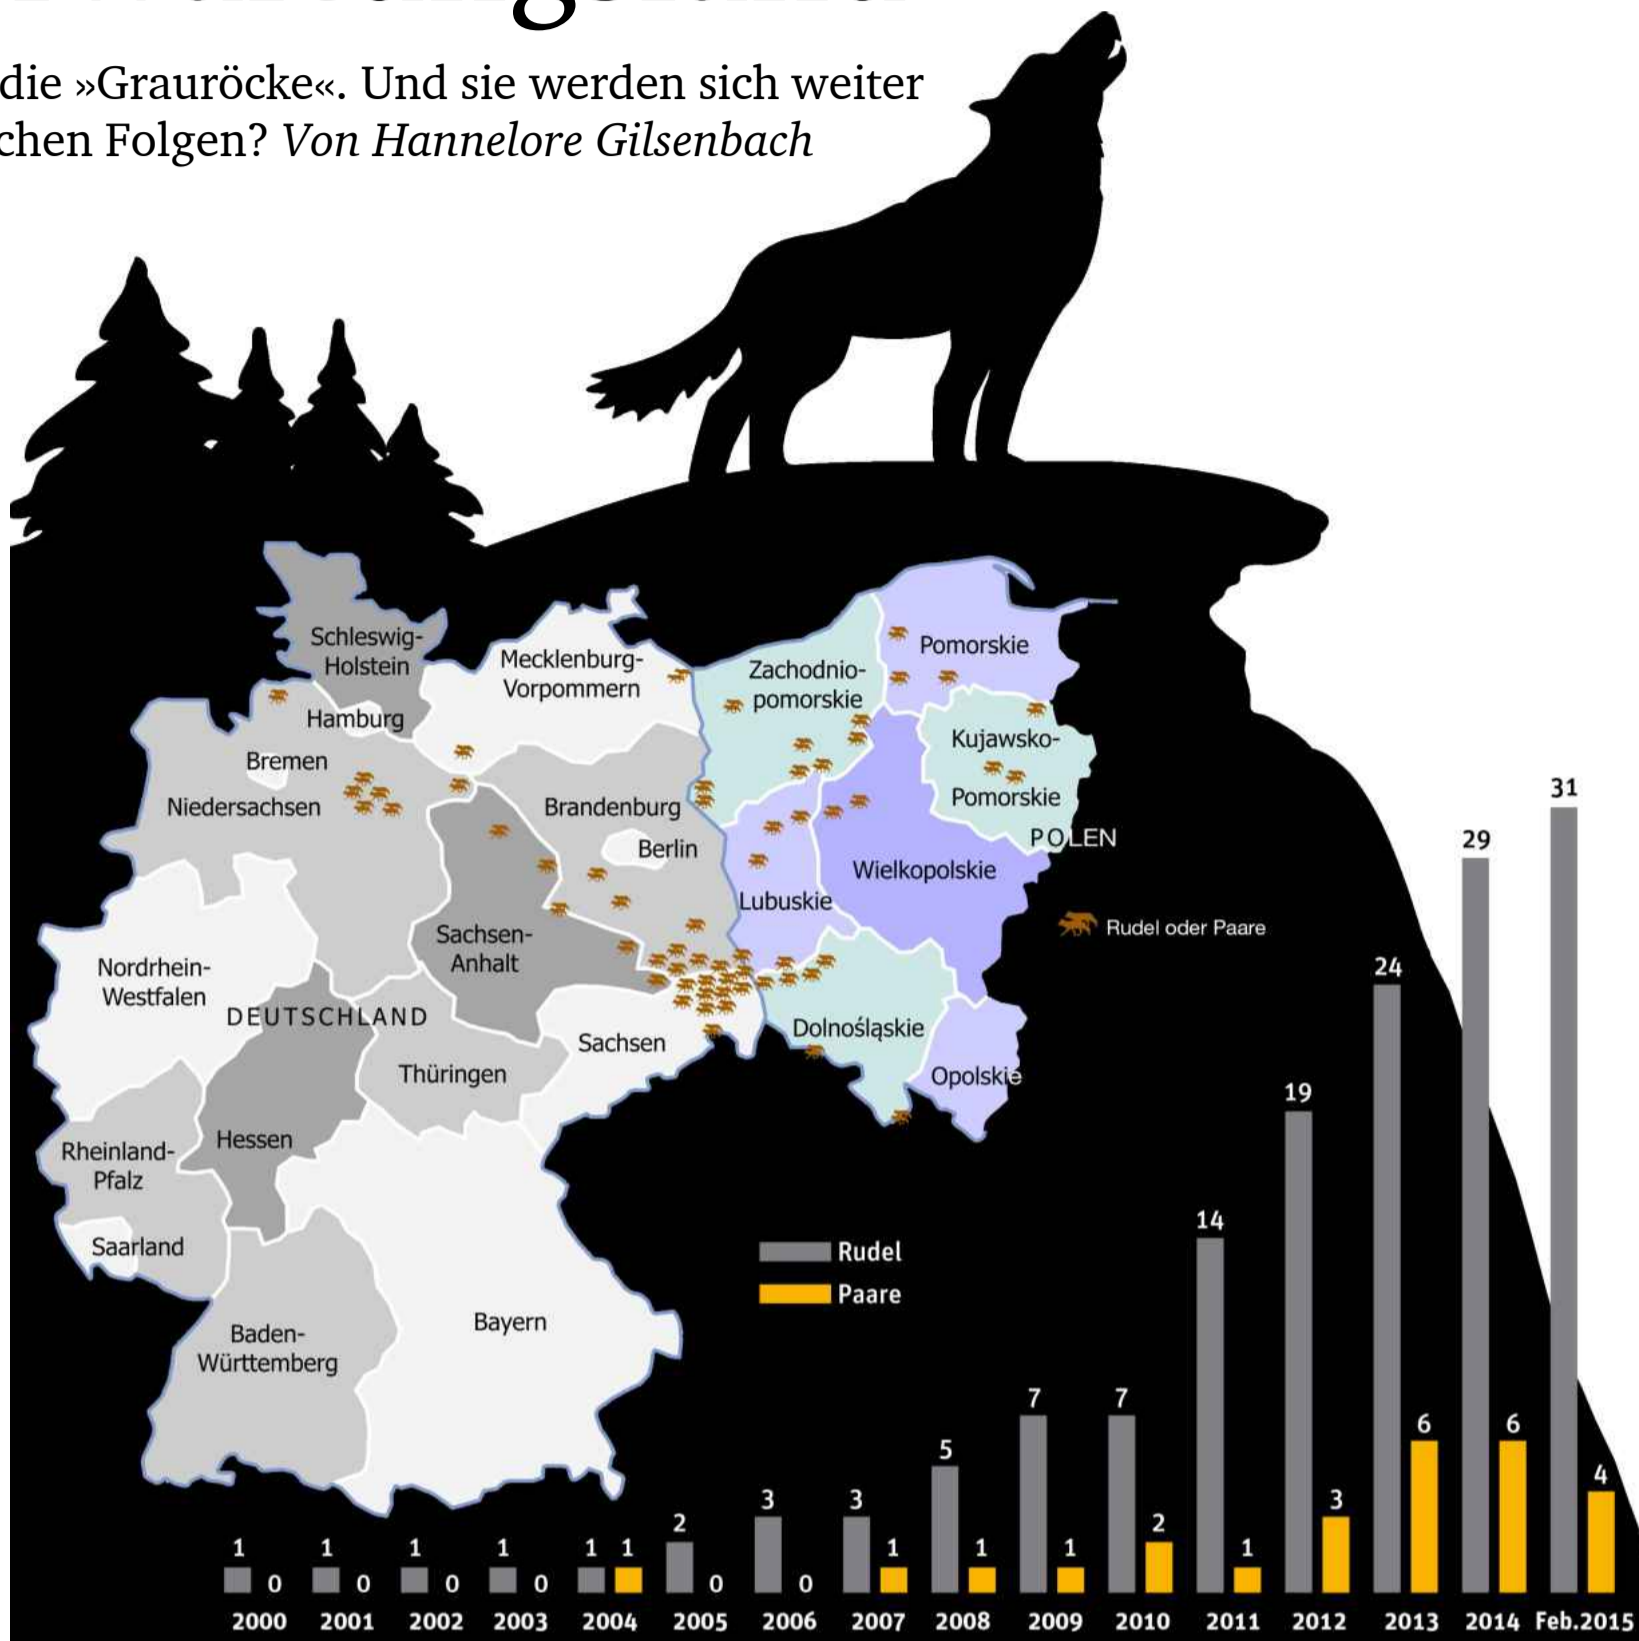 die »Grauröcke«. Und sie werden sich weiter
chen Folgen? Von Hannelore Gilsenbach
Schleswig-
Holstein
Mecklenburg-
Vorpommern
Hamburg
Bremen
Niedersachsen
Brandenburg
Berlin
Sachsen-
Anhalt
Nordrhein-
Westfalen
DEUTSCHLAND
Sachsen
Thüringen
Hessen
Rheinland-
Pfalz
Saarland
Baden-
Württemberg
Bayern
Pomorskie
Zachodnio-
pomorskie
Kujawsko-
Pomorskie
POLEN
Wielkopolskie
Lubuskie
Dolnośląskie
Opolskie
Rudel oder Paare
Rudel
Paare
1 0 1 0 1 0 1 0 1 1 2 0 3 0 3 1 5 1 7 1 7 2 14 1 19 3 24 6 29 6 31 4
2000 2001 2002 2003 2004 2005 2006 2007 2008 2009 2010 2011 2012 2013 2014 Feb.2015